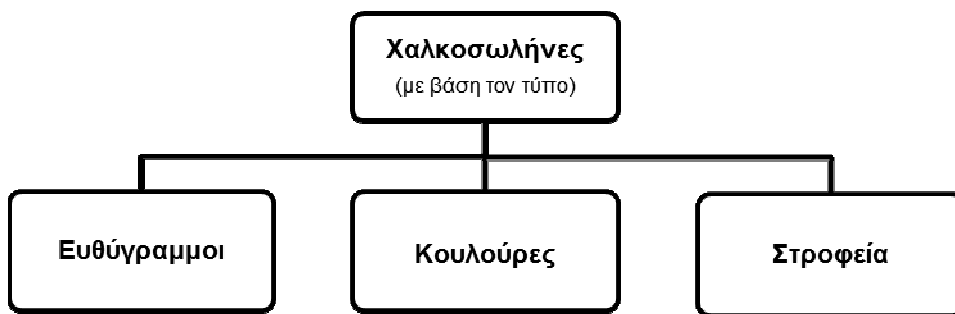 Χαλκοσωλήνες
(με βάση τον τύπο)
Ευθύγραμμοι
Κουλούρες
Στροφεία